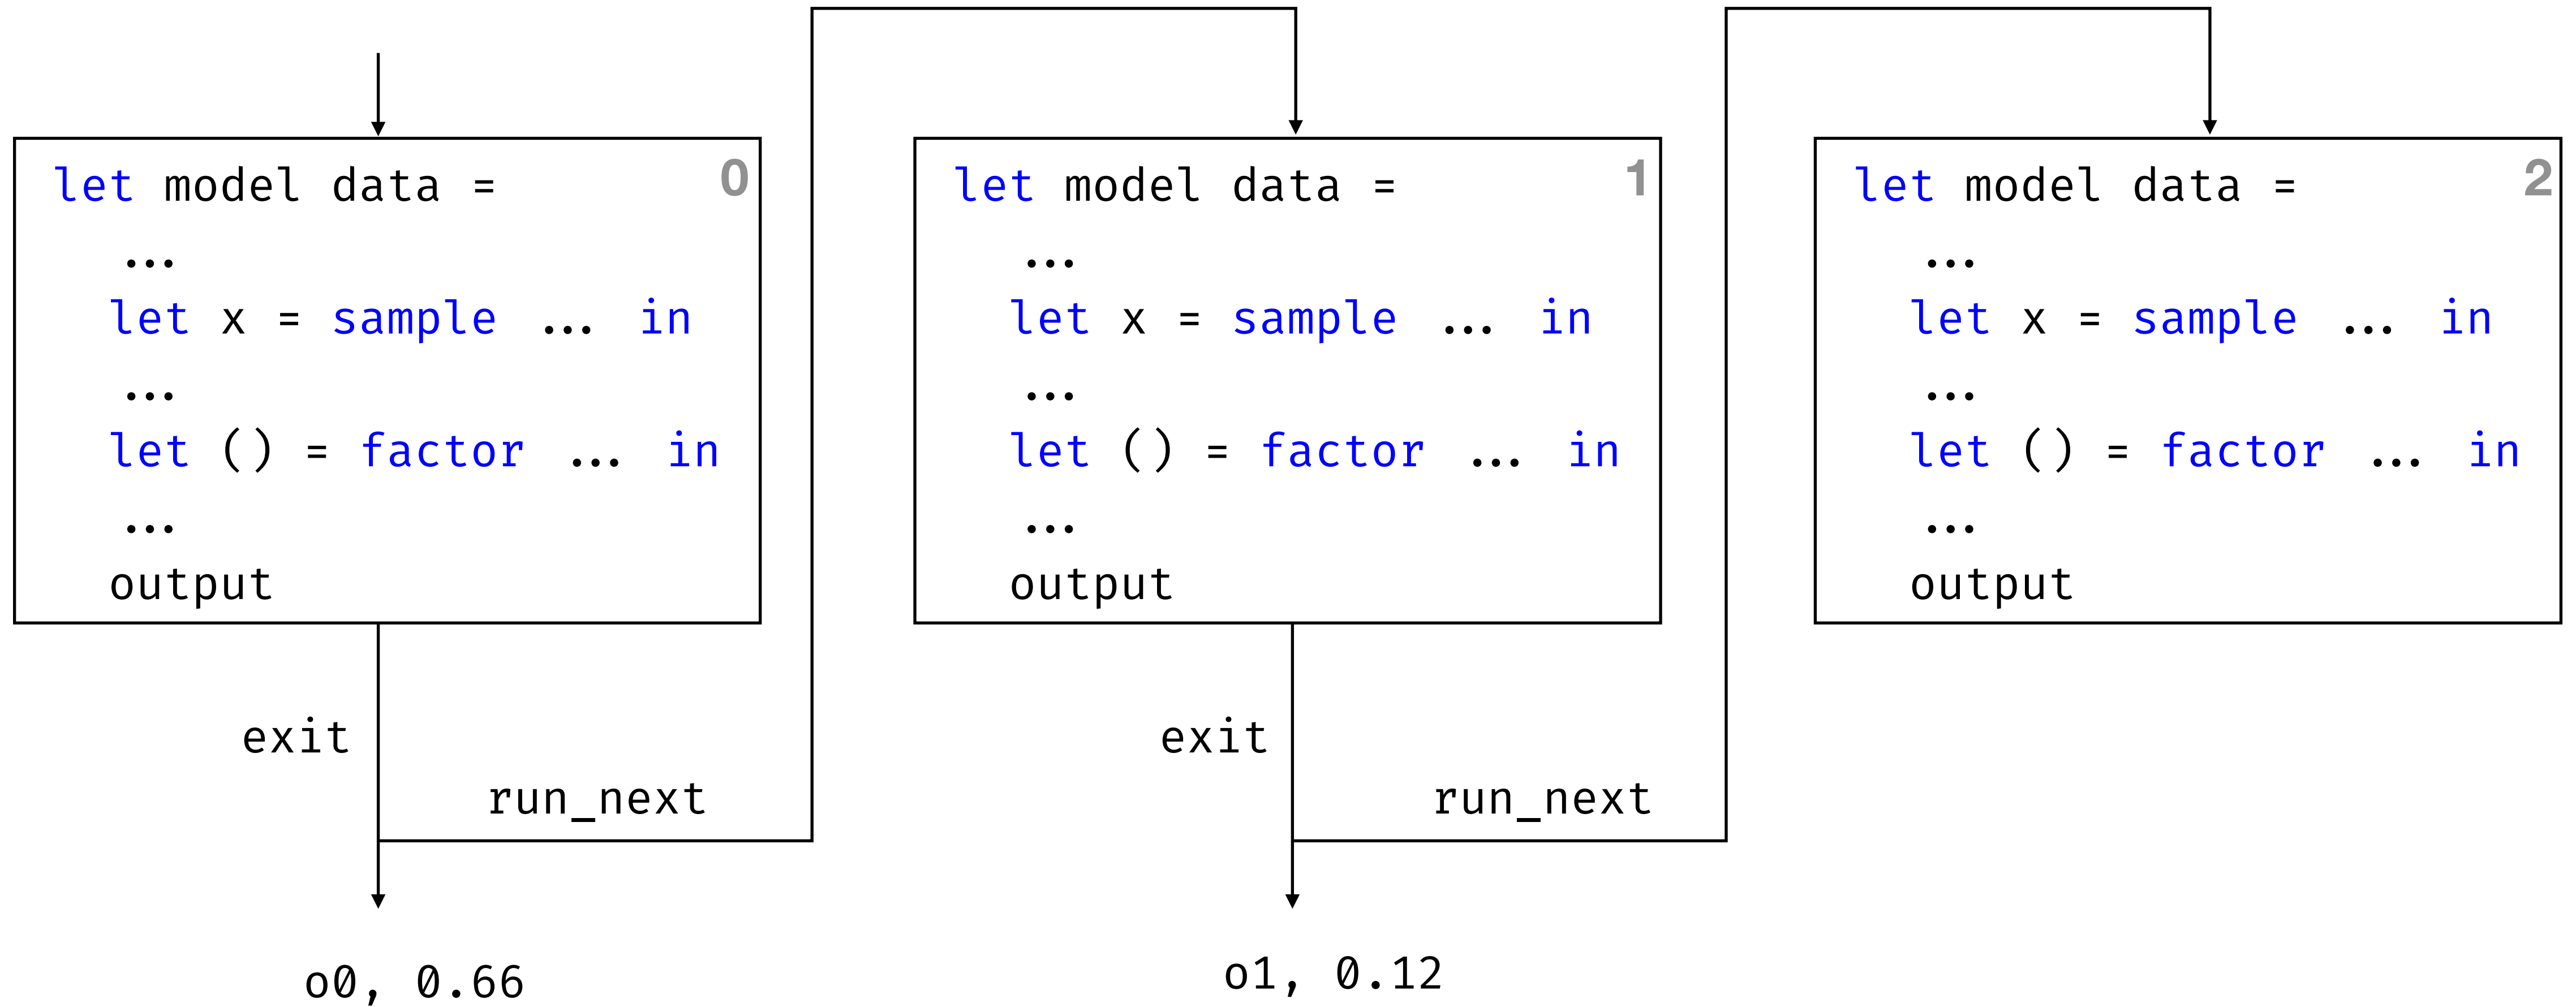 0
let model data =
...
let x = sample ... in
...
let () = factor ... in
...
output
exit
run_next
o0, 0.66
1
let model data =
...
let x = sample ... in
...
let () = factor ... in
...
output
exit
run_next
o1, 0.12
2
let model data =
...
let x = sample ... in
...
let () = factor ... in
...
output